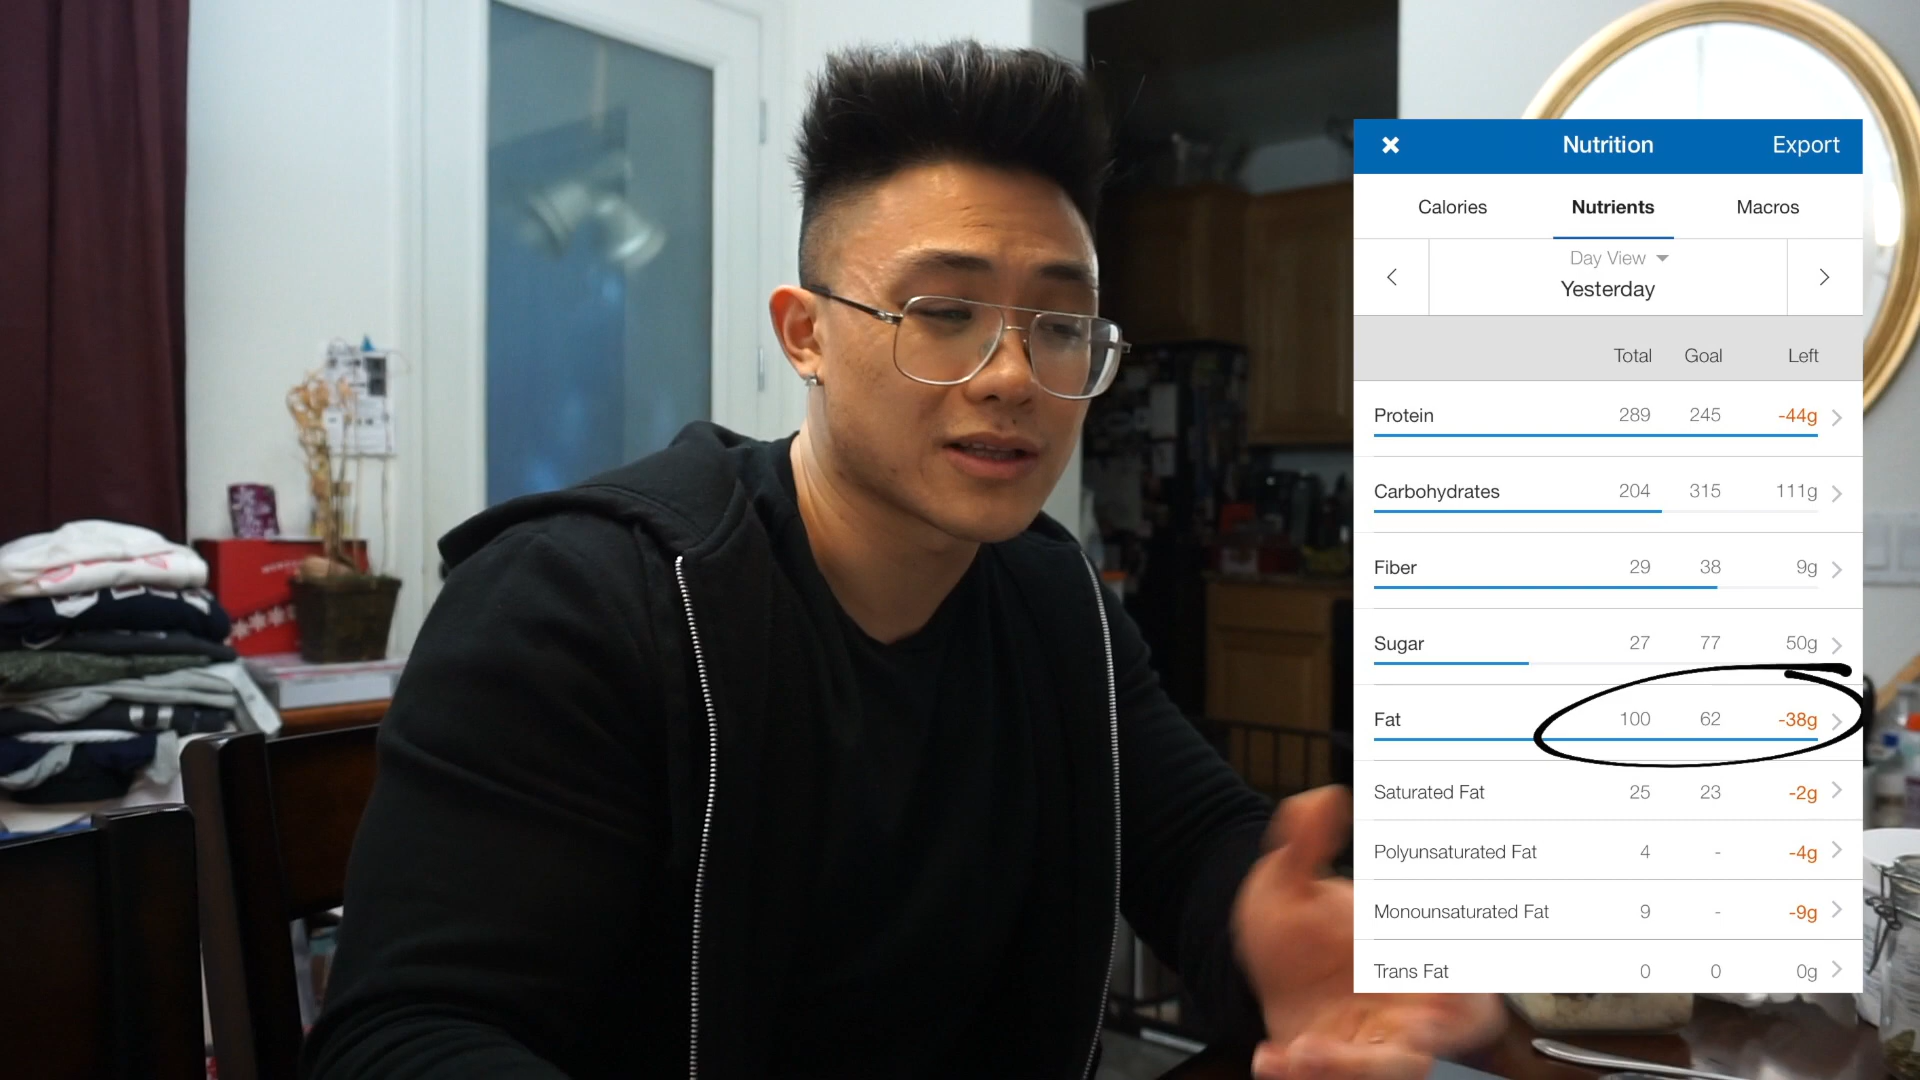 Nutrition Export
Calories Nutrients Macros
Day View
Yesterday
Total Goal Left
Protein 289 245 -44g
Carbohydrates 204 315 111g
Fiber 29 38 9g
Sugar 27 77 50g
Fat 100 62 -38g
Saturated Fat 25 23 -2g
Polyunsaturated Fat 4 - -4g
Monounsaturated Fat 9 - -9g
Trans Fat 0 0 0g